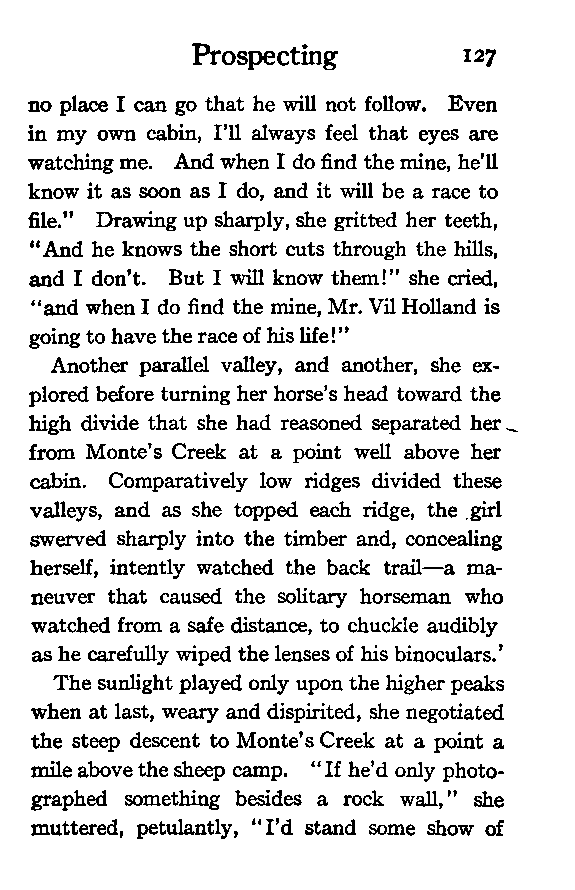 Prospecting 127
no place I can go that he will not follow. Even
in my own cabin, I'll always feel that eyes are
watching me. And when I do find the mine, he'll
know it as soon as I do, and it will be a race to
file." Drawing up sharply, she gritted her teeth,
"And he knows the short cuts through the hills,
and I don't. But I will know them!" she cried,
"and when I do find the mine, Mr. Vil Holland is
going to have the race of his life!"
Another parallel valley, and another, she ex-
plored before turning her horse's head toward the
high divide that she had reasoned separated her
from Monte's Creek at a point well above her
cabin. Comparatively low ridges divided these
valleys, and as she topped each ridge, the girl
swerved sharply into the timber and, concealing
herself, intently watched the back trail—a ma-
neuver that caused the solitary horseman who
watched from a safe distance, to chuckle audibly
as he carefully wiped the lenses of his binoculars.'
The sunlight played only upon the higher peaks
when at last, weary and dispirited, she negotiated
the steep descent to Monte's Creek at a point a
mile above the sheep camp. "If he'd only photo-
graphed something besides a rock wall," she
muttered, petulantly, "I'd stand some show of